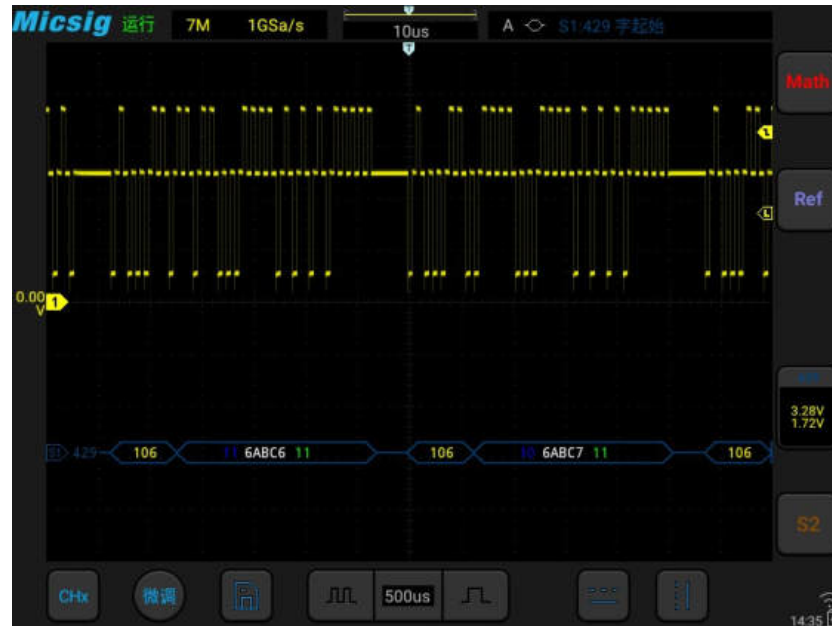 Micsig 运行 7M 1GSa/s 10us A S1:429 字起始
T
Math
1
Ref
L
0.00 V 1
3.28V
1.72V
S1 429 106 11 6ABC6 11 106 10 6ABC7 11 106
S2
CHx 微调 500us
14:35